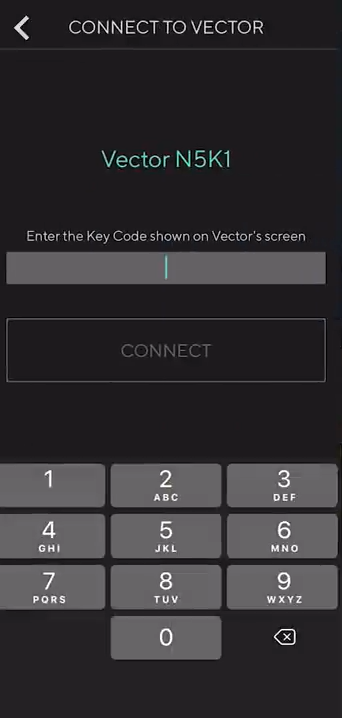 CONNECT TO VECTOR
Vector N5K1
Enter the Key Code shown on Vector's screen
CONNECT
1 2 3
ABC DEF
4 5 6
GHI JKL MNO
7 8 9
PQRS TUV WXYZ
0